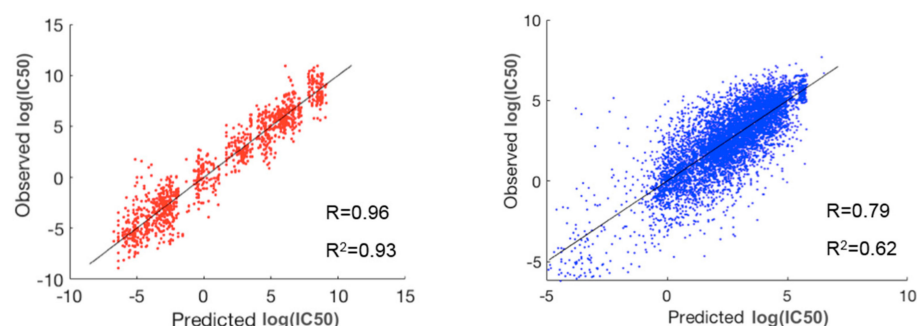 15
10
5
0
-5
-10
-10 -5 0 5 10 15
Observed log(IC50)
Predicted log(IC50)
R=0.96
R²=0.93
10
5
0
-5
-5 0 5 10
Observed log(IC50)
Predicted log(IC50)
R=0.79
R²=0.62